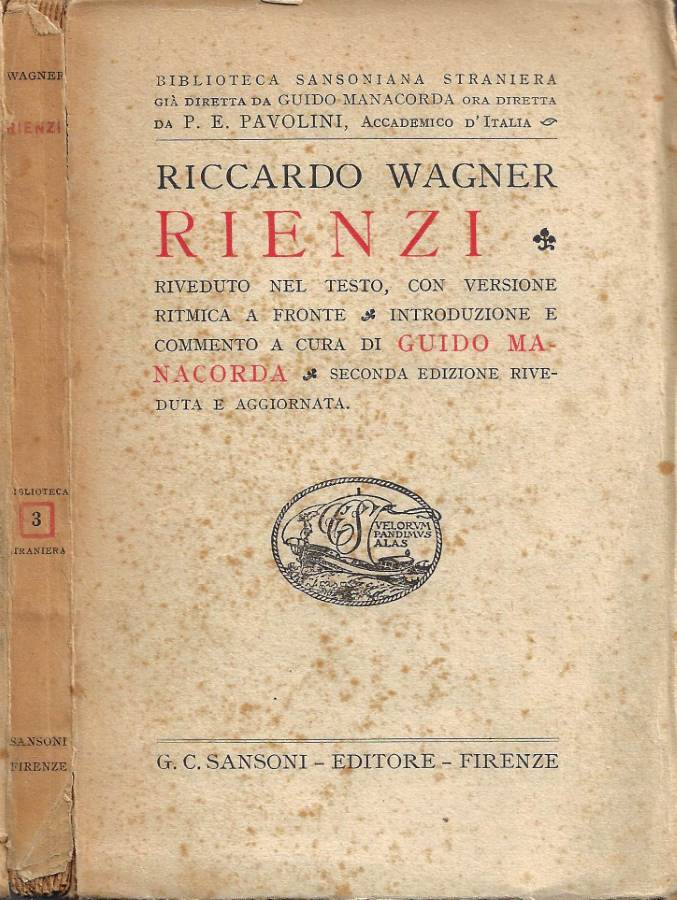 WAGNER
RIENZI
BIBLIOTECA
3
STRANIERA
SANSONI
FIRENZE
BIBLIOTECA SANSONIANA STRANIERA
GIÀ DIRETTA DA GUIDO MANACORDA ORA DIRETTA
DA P. E. PAVOLINI, ACCADEMICO D'ITALIA
RICCARDO WAGNER
RIENZI
RIVEDUTO NEL TESTO, CON VERSIONE
RITMICA A FRONTE INTRODUZIONE E
COMMENTO A CURA DI GUIDO MA-
NACORDA SECONDA EDIZIONE RIVE-
DUTA E AGGIORNATA.
VELORVM
PANDIMVS
ALAS
G. C. SANSONI - EDITORE - FIRENZE